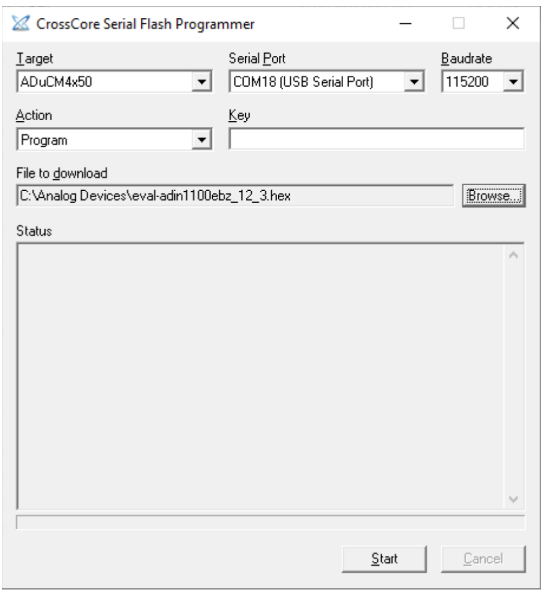 CrossCore Serial Flash Programmer
Target Serial Port Baudrate
ADuCM4x50 COM18 (USB Serial Port) 115200
Action Key
Program
File to download
C:\Analog Devices\eval-adin1100ebz_12_3.hex Browse...
Status
Start Cancel